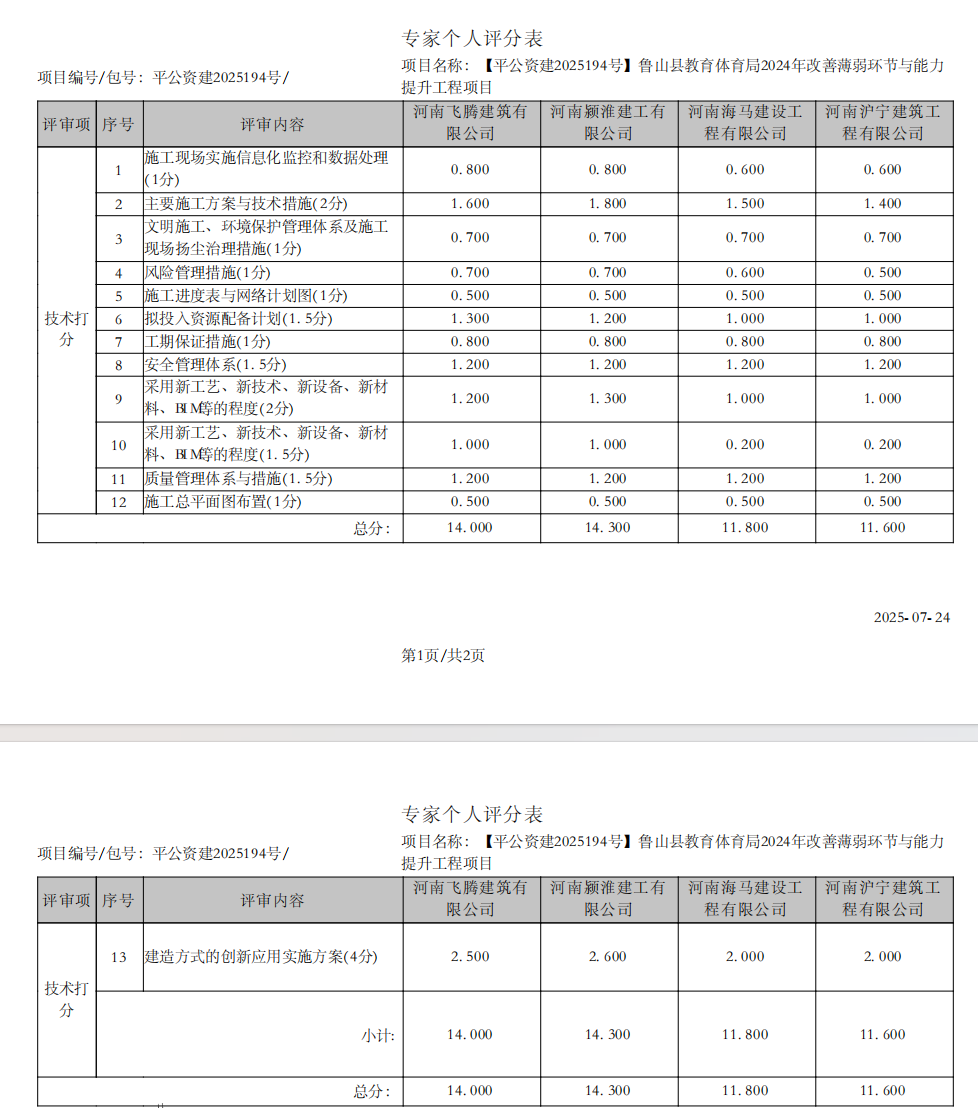 专家个人评分表
项目编号/包号: 平公资建2025194号/
项目名称: 【平公资建2025194号】鲁山县教育体育局2024年改善薄弱环节与能力
提升工程项目
评审项 序号 评审内容 河南飞腾建筑有限公司 河南颍淮建工有限公司 河南海马建设工程有限公司 河南沪宁建筑工程有限公司
技术打分
1 施工现场实施信息化监控和数据处理(1分) 0.800 0.800 0.600 0.600
2 主要施工方案与技术措施(2分) 1.600 1.800 1.500 1.400
3 文明施工、环境保护管理体系及施工现场扬尘治理措施(1分) 0.700 0.700 0.700 0.700
4 风险管理措施(1分) 0.700 0.700 0.600 0.500
5 施工进度表与网络计划图(1分) 0.500 0.500 0.500 0.500
6 拟投入资源配备计划(1.5分) 1.300 1.200 1.000 1.000
7 工期保证措施(1分) 0.800 0.800 0.800 0.800
8 安全管理体系(1.5分) 1.200 1.200 1.200 1.200
9 采用新工艺、新技术、新设备、新材料、BIM等的程度(2分) 1.200 1.300 1.000 1.000
10 采用新工艺、新技术、新设备、新材料、BIM等的程度(1.5分) 1.000 1.000 0.200 0.200
11 质量管理体系与措施(1.5分) 1.200 1.200 1.200 1.200
12 施工总平面图布置(1分) 0.500 0.500 0.500 0.500
总分: 14.000 14.300 11.800 11.600
2025-07-24
第1页/共2页
专家个人评分表
项目编号/包号: 平公资建2025194号/
项目名称: 【平公资建2025194号】鲁山县教育体育局2024年改善薄弱环节与能力
提升工程项目
评审项 序号 评审内容 河南飞腾建筑有限公司 河南颍淮建工有限公司 河南海马建设工程有限公司 河南沪宁建筑工程有限公司
技术打分
13 建造方式的创新应用实施方案(4分) 2.500 2.600 2.000 2.000
小计: 14.000 14.300 11.800 11.600
总分: 14.000 14.300 11.800 11.600